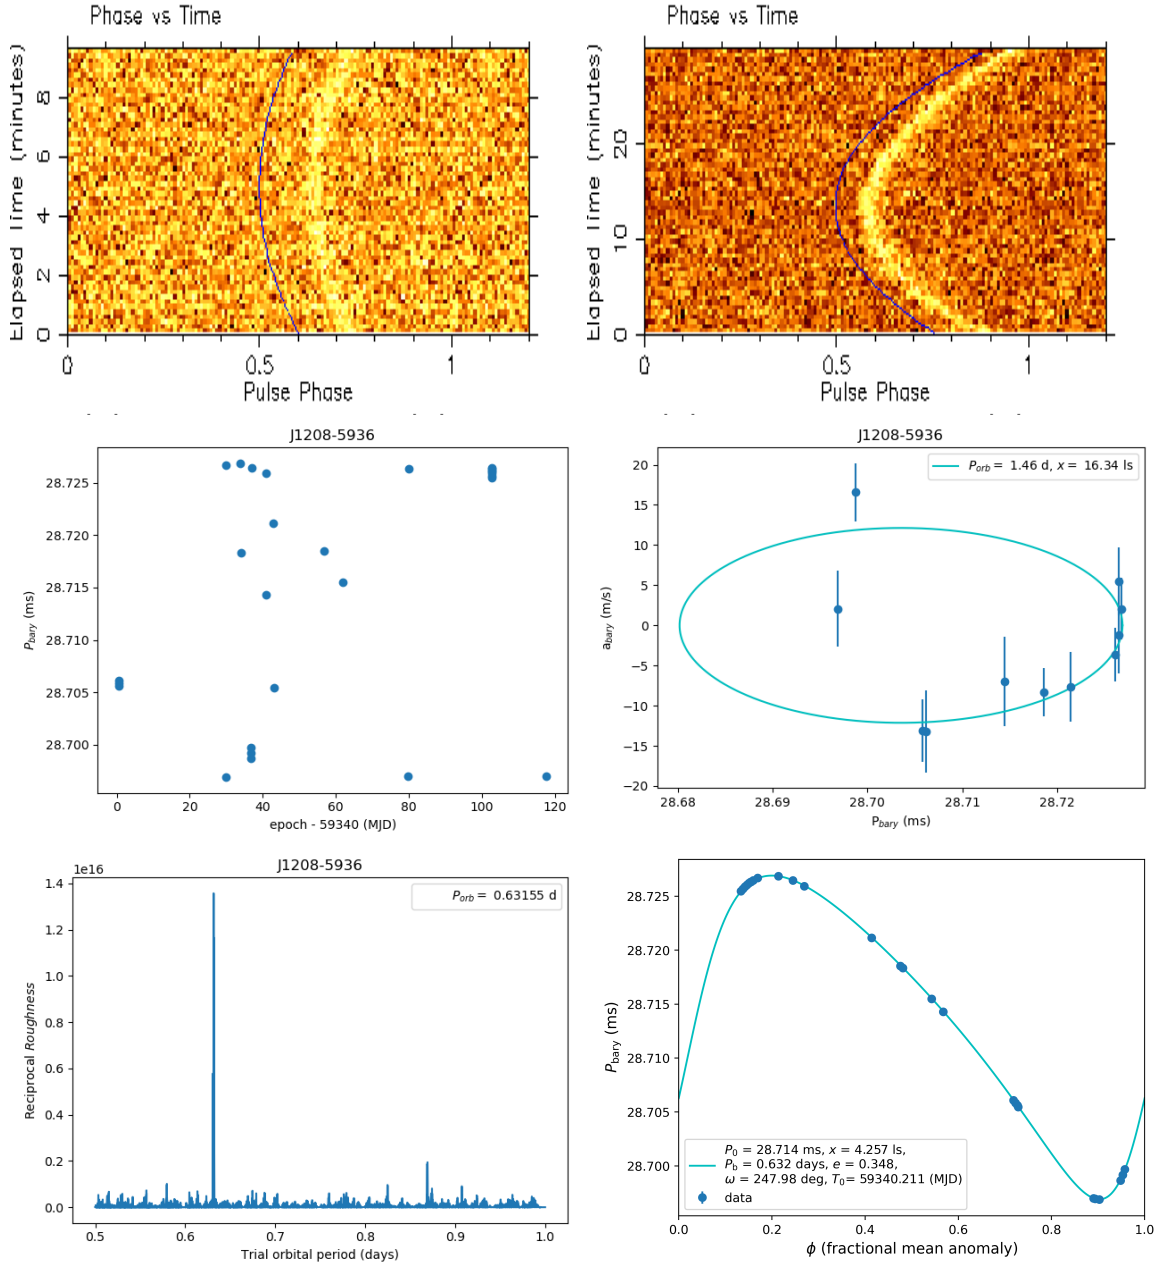 Phase vs Time
Elapsed Time (minutes)
8
6
4
2
0
0
0.5
1
Pulse Phase
Phase vs Time
Elapsed Time (minutes)
20
10
0
0
0.5
1
Pulse Phase
J1208-5936
P_bary (ms)
28.725
28.720
28.715
28.710
28.705
28.700
0 20 40 60 80 100 120
epoch - 59340 (MJD)
J1208-5936
P_orb = 1.46 d, x = 16.34 ls
a_bary (m/s)
20
15
10
5
0
−5
−10
−15
−20
28.68 28.69 28.70 28.71 28.72
P_bary (ms)
J1208-5936
1e16
P_orb = 0.63155 d
Reciprocal Roughness
1.4
1.2
1.0
0.8
0.6
0.4
0.2
0.0
0.5 0.6 0.7 0.8 0.9 1.0
Trial orbital period (days)
P_bary (ms)
28.725
28.720
28.715
28.710
28.705
28.700
P_0 = 28.714 ms, x = 4.257 ls,
P_b = 0.632 days, e = 0.348,
ω = 247.98 deg, T_0= 59340.211 (MJD)
data
0.0 0.2 0.4 0.6 0.8 1.0
ϕ (fractional mean anomaly)